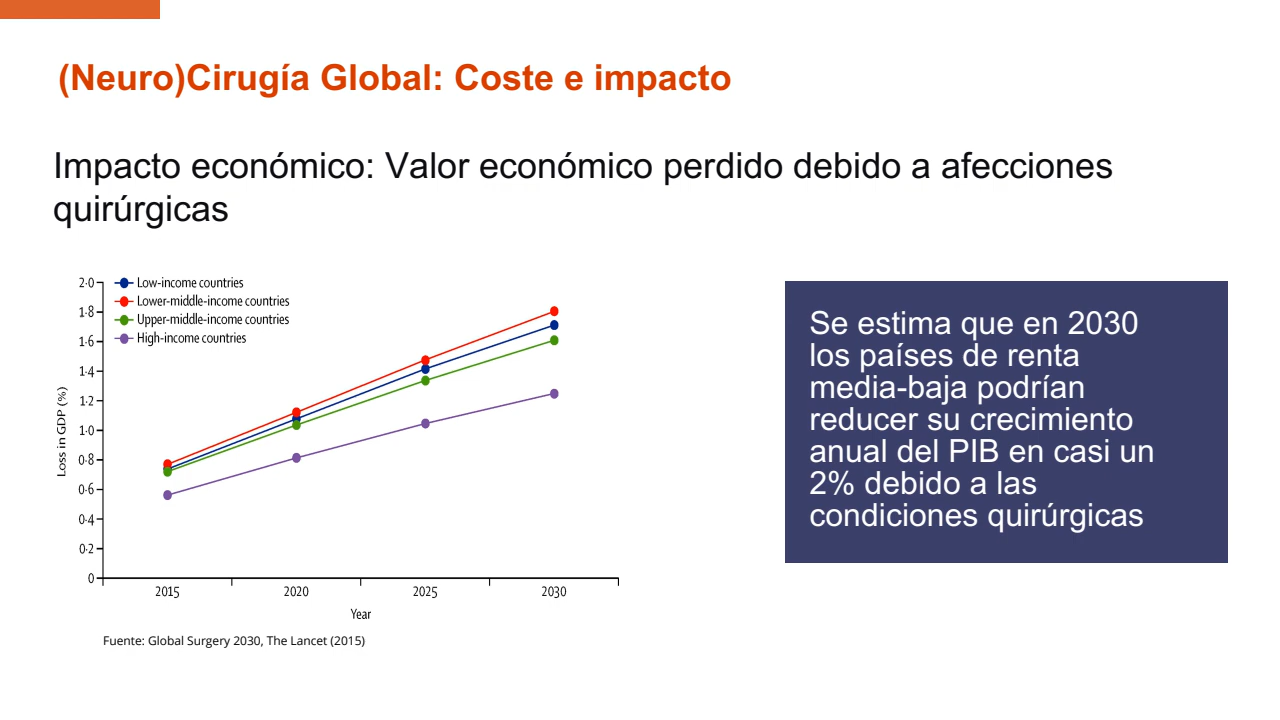 (Neuro)Cirugía Global: Coste e impacto
Impacto económico: Valor económico perdido debido a afecciones
quirúrgicas
Low-income countries
Lower-middle-income countries
Upper-middle-income countries
High-income countries
Loss in GDP (%)
2·0
1·8
1·6
1·4
1·2
1·0
0·8
0·6
0·4
0·2
0
2015 2020 2025 2030
Year
Fuente: Global Surgery 2030, The Lancet (2015)
Se estima que en 2030
los países de renta
media-baja podrían
reducer su crecimiento
anual del PIB en casi un
2% debido a las
condiciones quirúrgicas